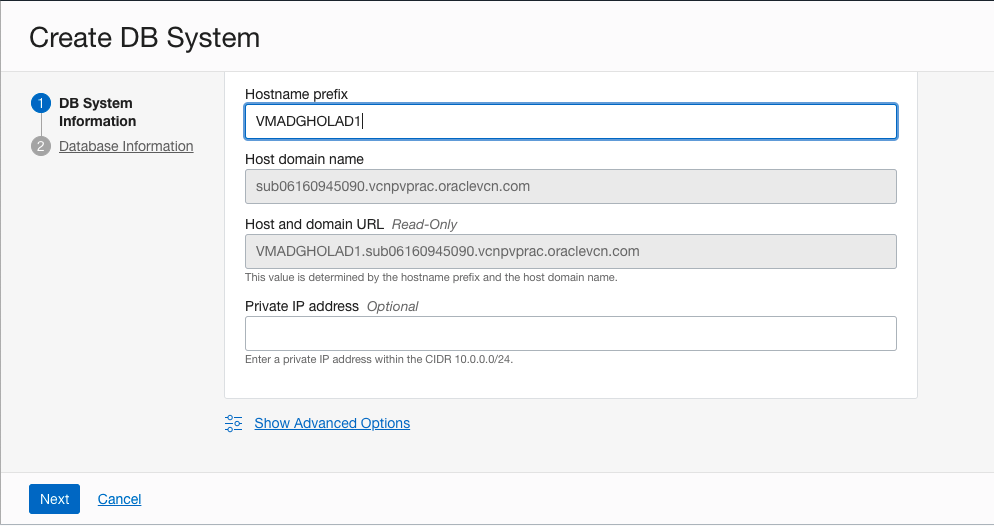 Create DB System
1 DB System
Information
2 Database Information
Hostname prefix
VMADGHOLAD1
Host domain name
sub06160945090.vcnpvprac.oraclevcn.com
Host and domain URL Read-Only
VMADGHOLAD1.sub06160945090.vcnpvprac.oraclevcn.com
This value is determined by the hostname prefix and the host domain name.
Private IP address Optional
Enter a private IP address within the CIDR 10.0.0.0/24.
Show Advanced Options
Next Cancel